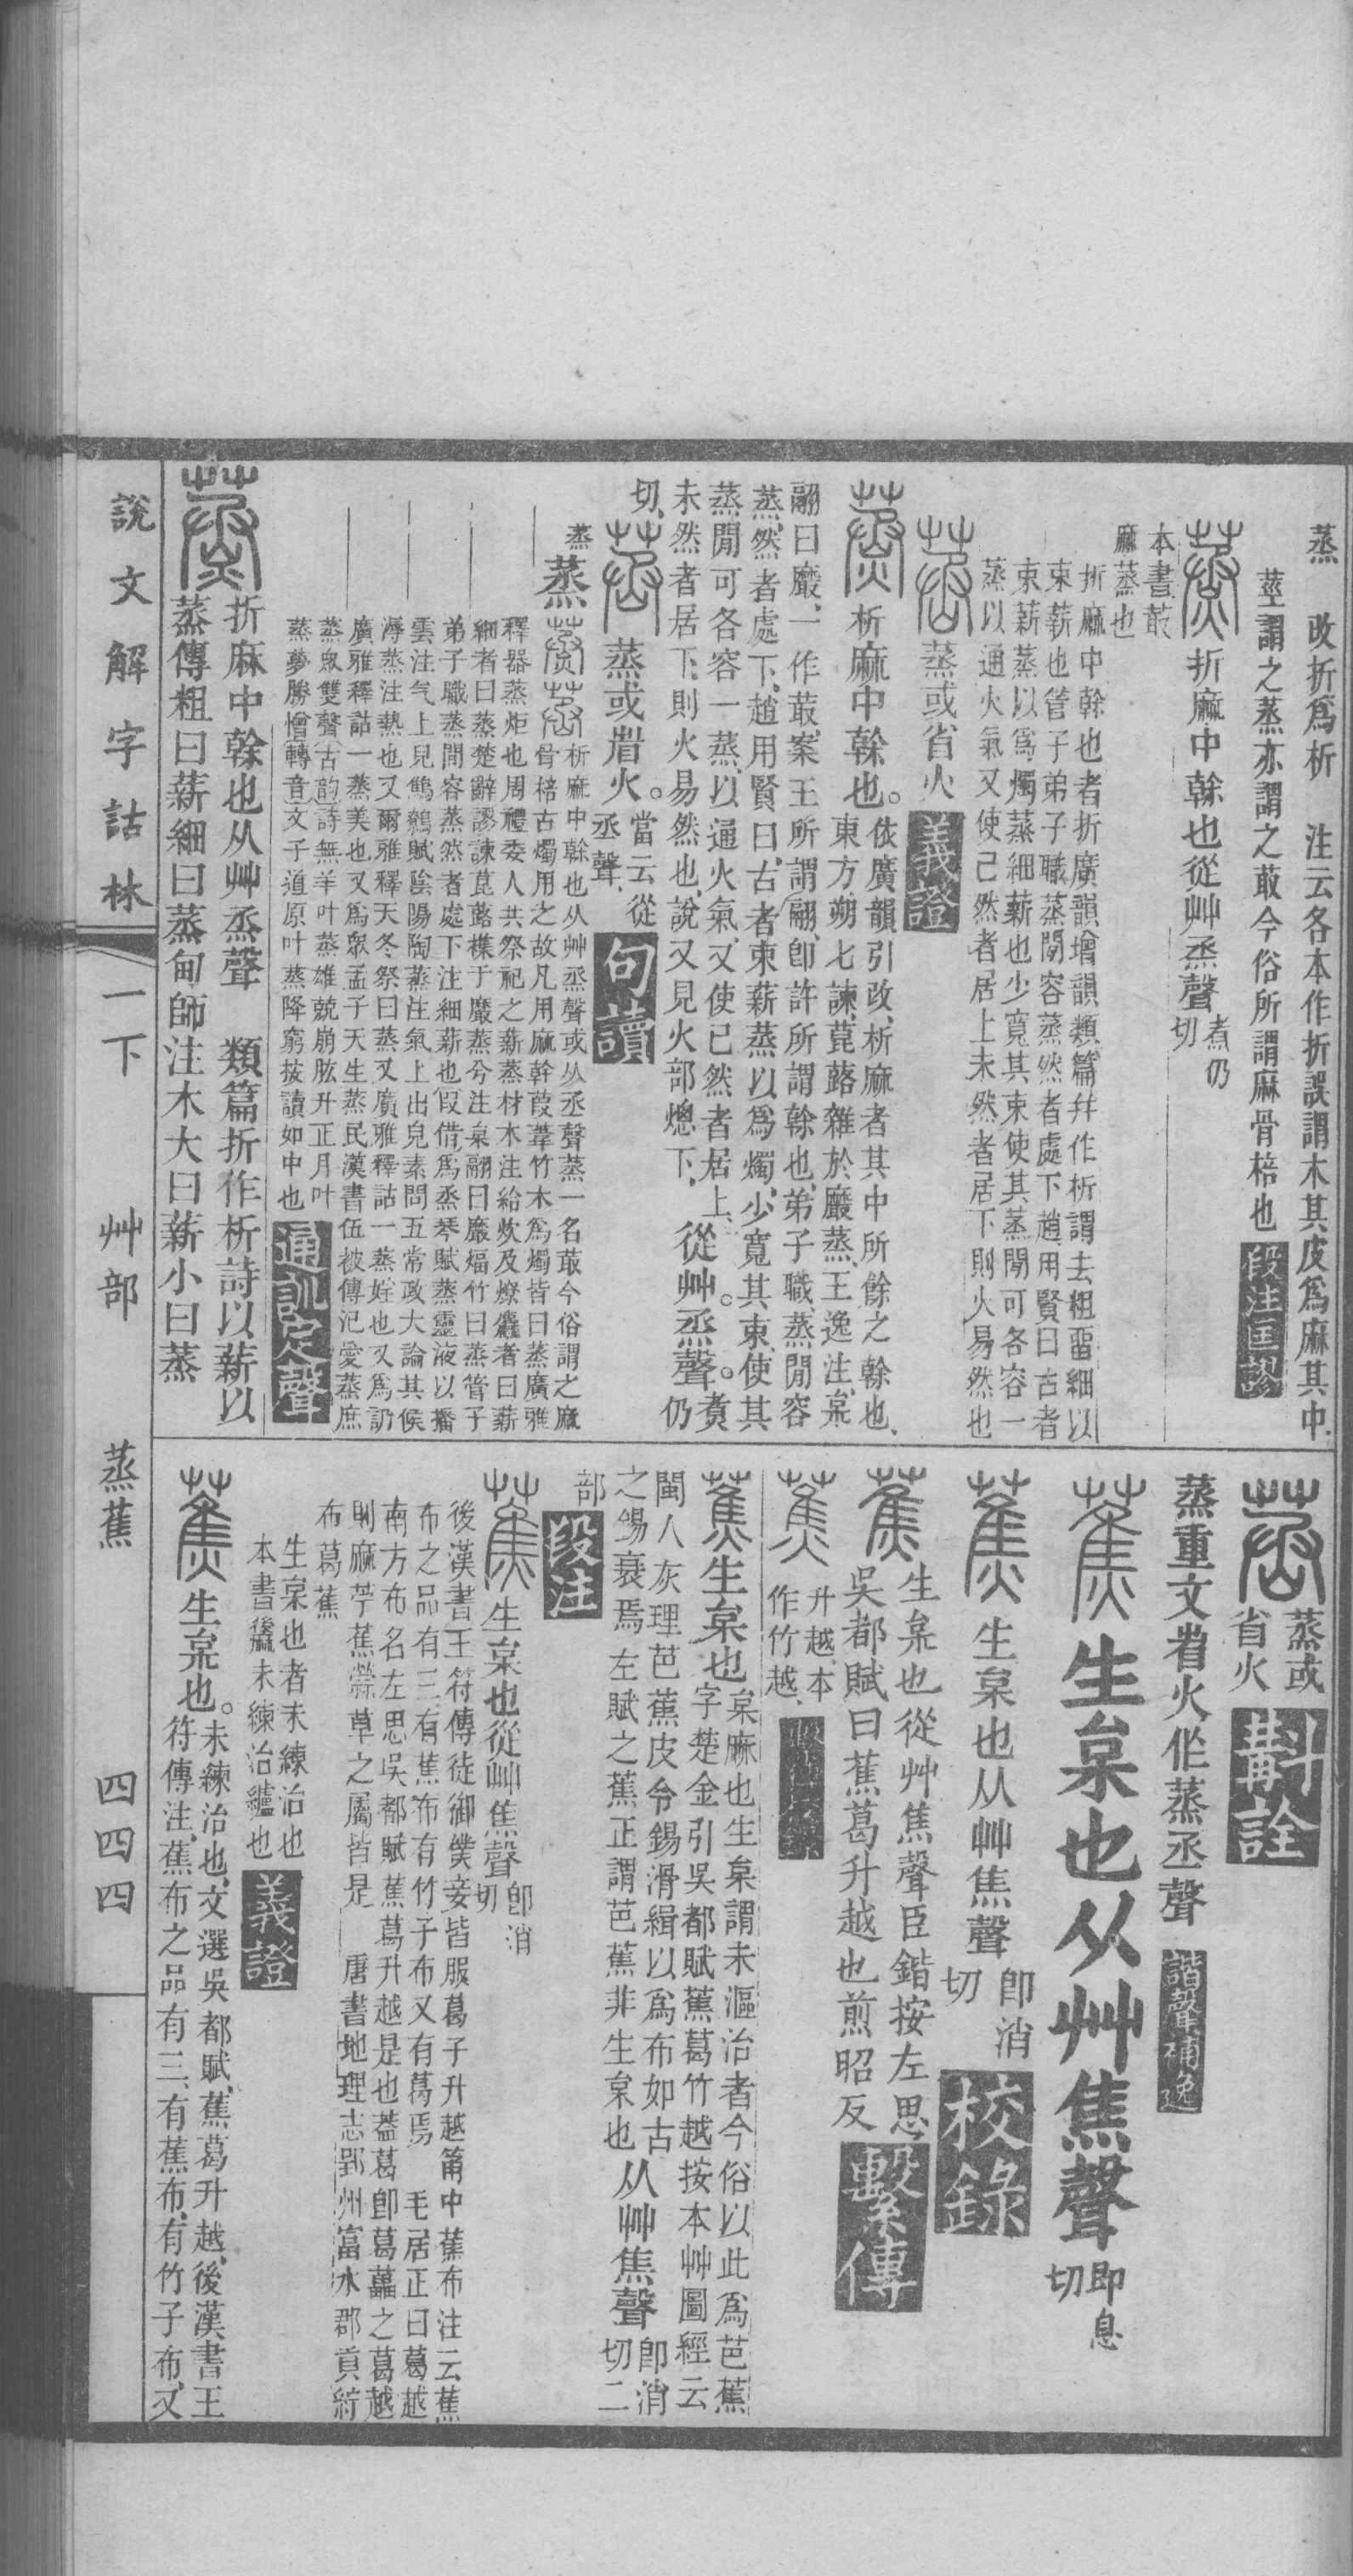 蒸　改折爲析　注云各本作折誤謂木其皮爲麻其中
莖謂之蒸亦謂之菆今俗所謂麻骨棓也 段注匡謬
折麻中榦也從艸烝聲 煮仍切
本書菆
麻蒸也
折麻中榦也者折廣韻增韻類篇幷作析謂去粗畱細以
束薪也管子弟子職蒸閒容蒸然者處下趙用賢曰古者
束薪蒸以爲燭蒸細薪也少寬其束使其蒸閒可各容一
蒸以通火氣又使已然者居上未然者居下則火易然也
蒸或省火 義證
析麻中榦也。依廣韻引改、析麻者其中所餘之榦也、
東方朔七諫、菎蕗雜於黀蒸、王逸注、枲
翮曰黀、一作菆、案王所謂翮、卽許所謂榦也、弟子職、蒸閒容
蒸、然者處下、趙用賢曰、古者束薪蒸以爲燭、少寬其束、使其
蒸閒可各容一蒸、以通火氣、又使已然者居上、
未然者居下、則火易然也、說又見火部熜下、從艸。烝聲。煑仍
切、蒸或省火。當云、從丞聲、 句讀
蒸 析麻中榦也从艸烝聲或从丞聲蒸一名菆今俗謂之麻
骨棓古燭用之故凡用麻幹葭葦竹木爲燭皆曰蒸廣雅
釋器蒸炬也周禮委人共祭祀之薪蒸材木注給炊及燎麤者曰薪
細者曰蒸楚辭謬諫菎蕗襍于黀蒸兮注枲翮曰黀煏竹曰蒸管子
弟子職蒸閒容蒸然者處下注細薪也叚借爲烝琴賦蒸靈液以播
雲注气上皃鷦鷯賦陰陽陶蒸注氣上出皃素問五常政大論其候
溽蒸注熱也又爾雅釋天冬祭曰蒸又廣雅釋詁一蒸婬也又爲訒
廣雅釋詁一蒸美也又爲衆孟子天生蒸民漢書伍被傳汜愛蒸庶
蒸衆雙聲古韵詩無羊叶蒸雄兢崩肱升正月叶
蒸夢勝憎轉音文子道原叶蒸降窮按讀如中也 通訓定聲
折麻中榦也从艸烝聲　類篇折作析詩以薪以
蒸傳粗曰薪細曰蒸甸師注木大曰薪小曰蒸
蒸或省火 斠詮
蒸重文省火作蒸丞聲 諧聲補逸
生枲也从艸焦聲 卽息切
生枲也从艸焦聲 卽消切 校錄
生枲也從艸焦聲臣鍇按左思
吳都賦曰蕉葛升越也煎昭反 繫傳
升越、本
作竹越、
生枲也 枲麻也生枲謂未漚治者今俗以此爲芭蕉
字楚金引吳都賦蕉葛竹越按本艸圖經云
閩人灰理芭蕉皮令錫滑緝以爲布如古
之錫衰焉左賦之蕉正謂芭蕉非生枲也 从艸焦聲 卽消切二
部 段注
生枲也從艸焦聲 卽消切
後漢書王符傳徒御僕妾皆服葛子升越筩中蕉布注云蕉
布之品有三有蕉布有竹子布又有葛焉　毛居正曰葛越
南方布名左思吳都賦蕉葛升越是也蓋葛卽葛藟之葛越
則麻苧蕉蒻草之屬皆是　唐書地理志郢州富水郡貢紵
布葛蕉
生枲也者未練治也
本書黂未練治纑也 義證
生枲也。未練治也、文選吳都賦、蕉葛升越、後漢書王
符傳注、蕉布之品有三、有蕉布、有竹子布、又
說文解字詁林　一下　艸部　蒸蕉　四四四